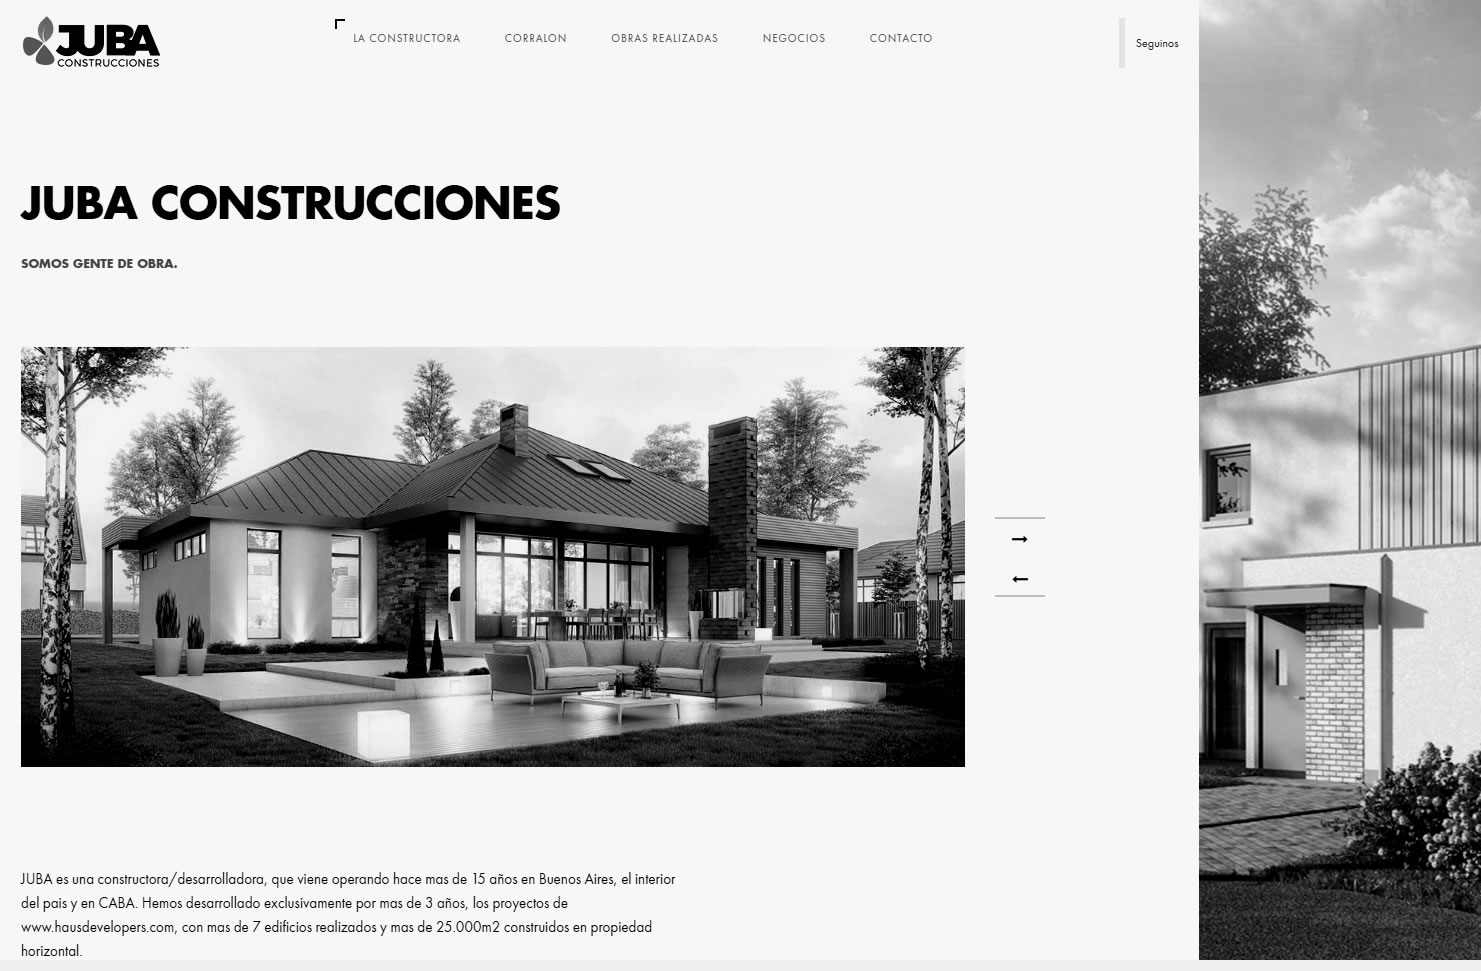 JUBA
CONSTRUCCIONES
LA CONSTRUCTORA
CORRALON
OBRAS REALIZADAS
NEGOCIOS
CONTACTO
Seguinos
JUBA CONSTRUCCIONES
SOMOS GENTE DE OBRA.
JUBA es una constructora/desarrolladora, que viene operando hace mas de 15 años en Buenos Aires, el interior
del pais y en CABA. Hemos desarrollado exclusivamente por mas de 3 años, los proyectos de
www.hausdevelopers.com, con mas de 7 edificios realizados y mas de 25.000m2 construidos en propiedad
horizontal.